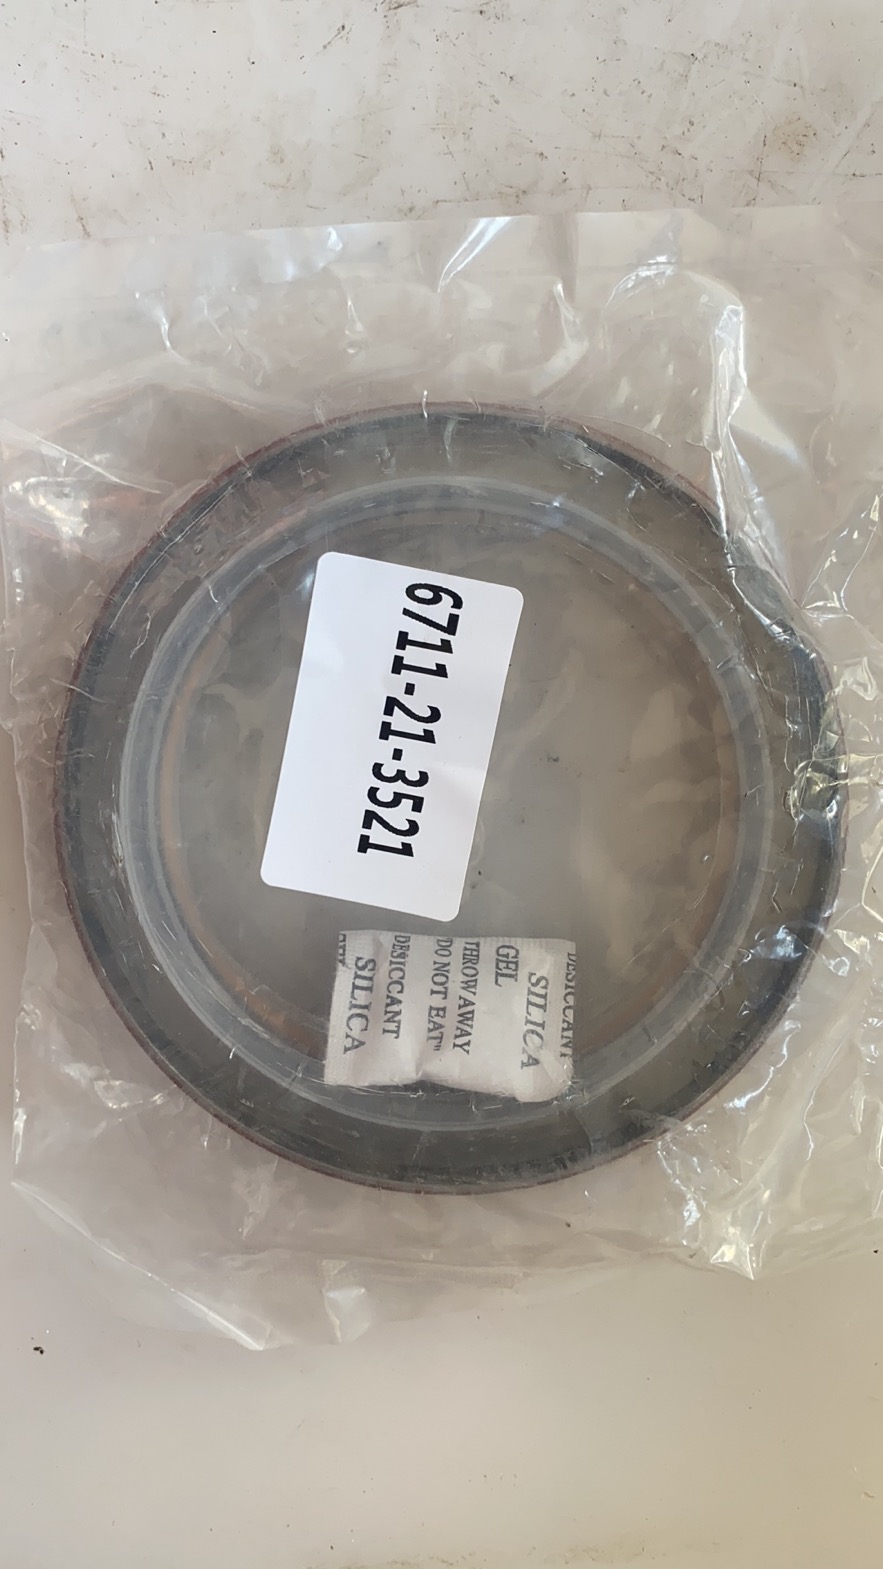 6711-21-3521
DESICCANT
SILICA
GEL
THROW AWAY
DO NOT EAT"
DESICCANT
SILICA